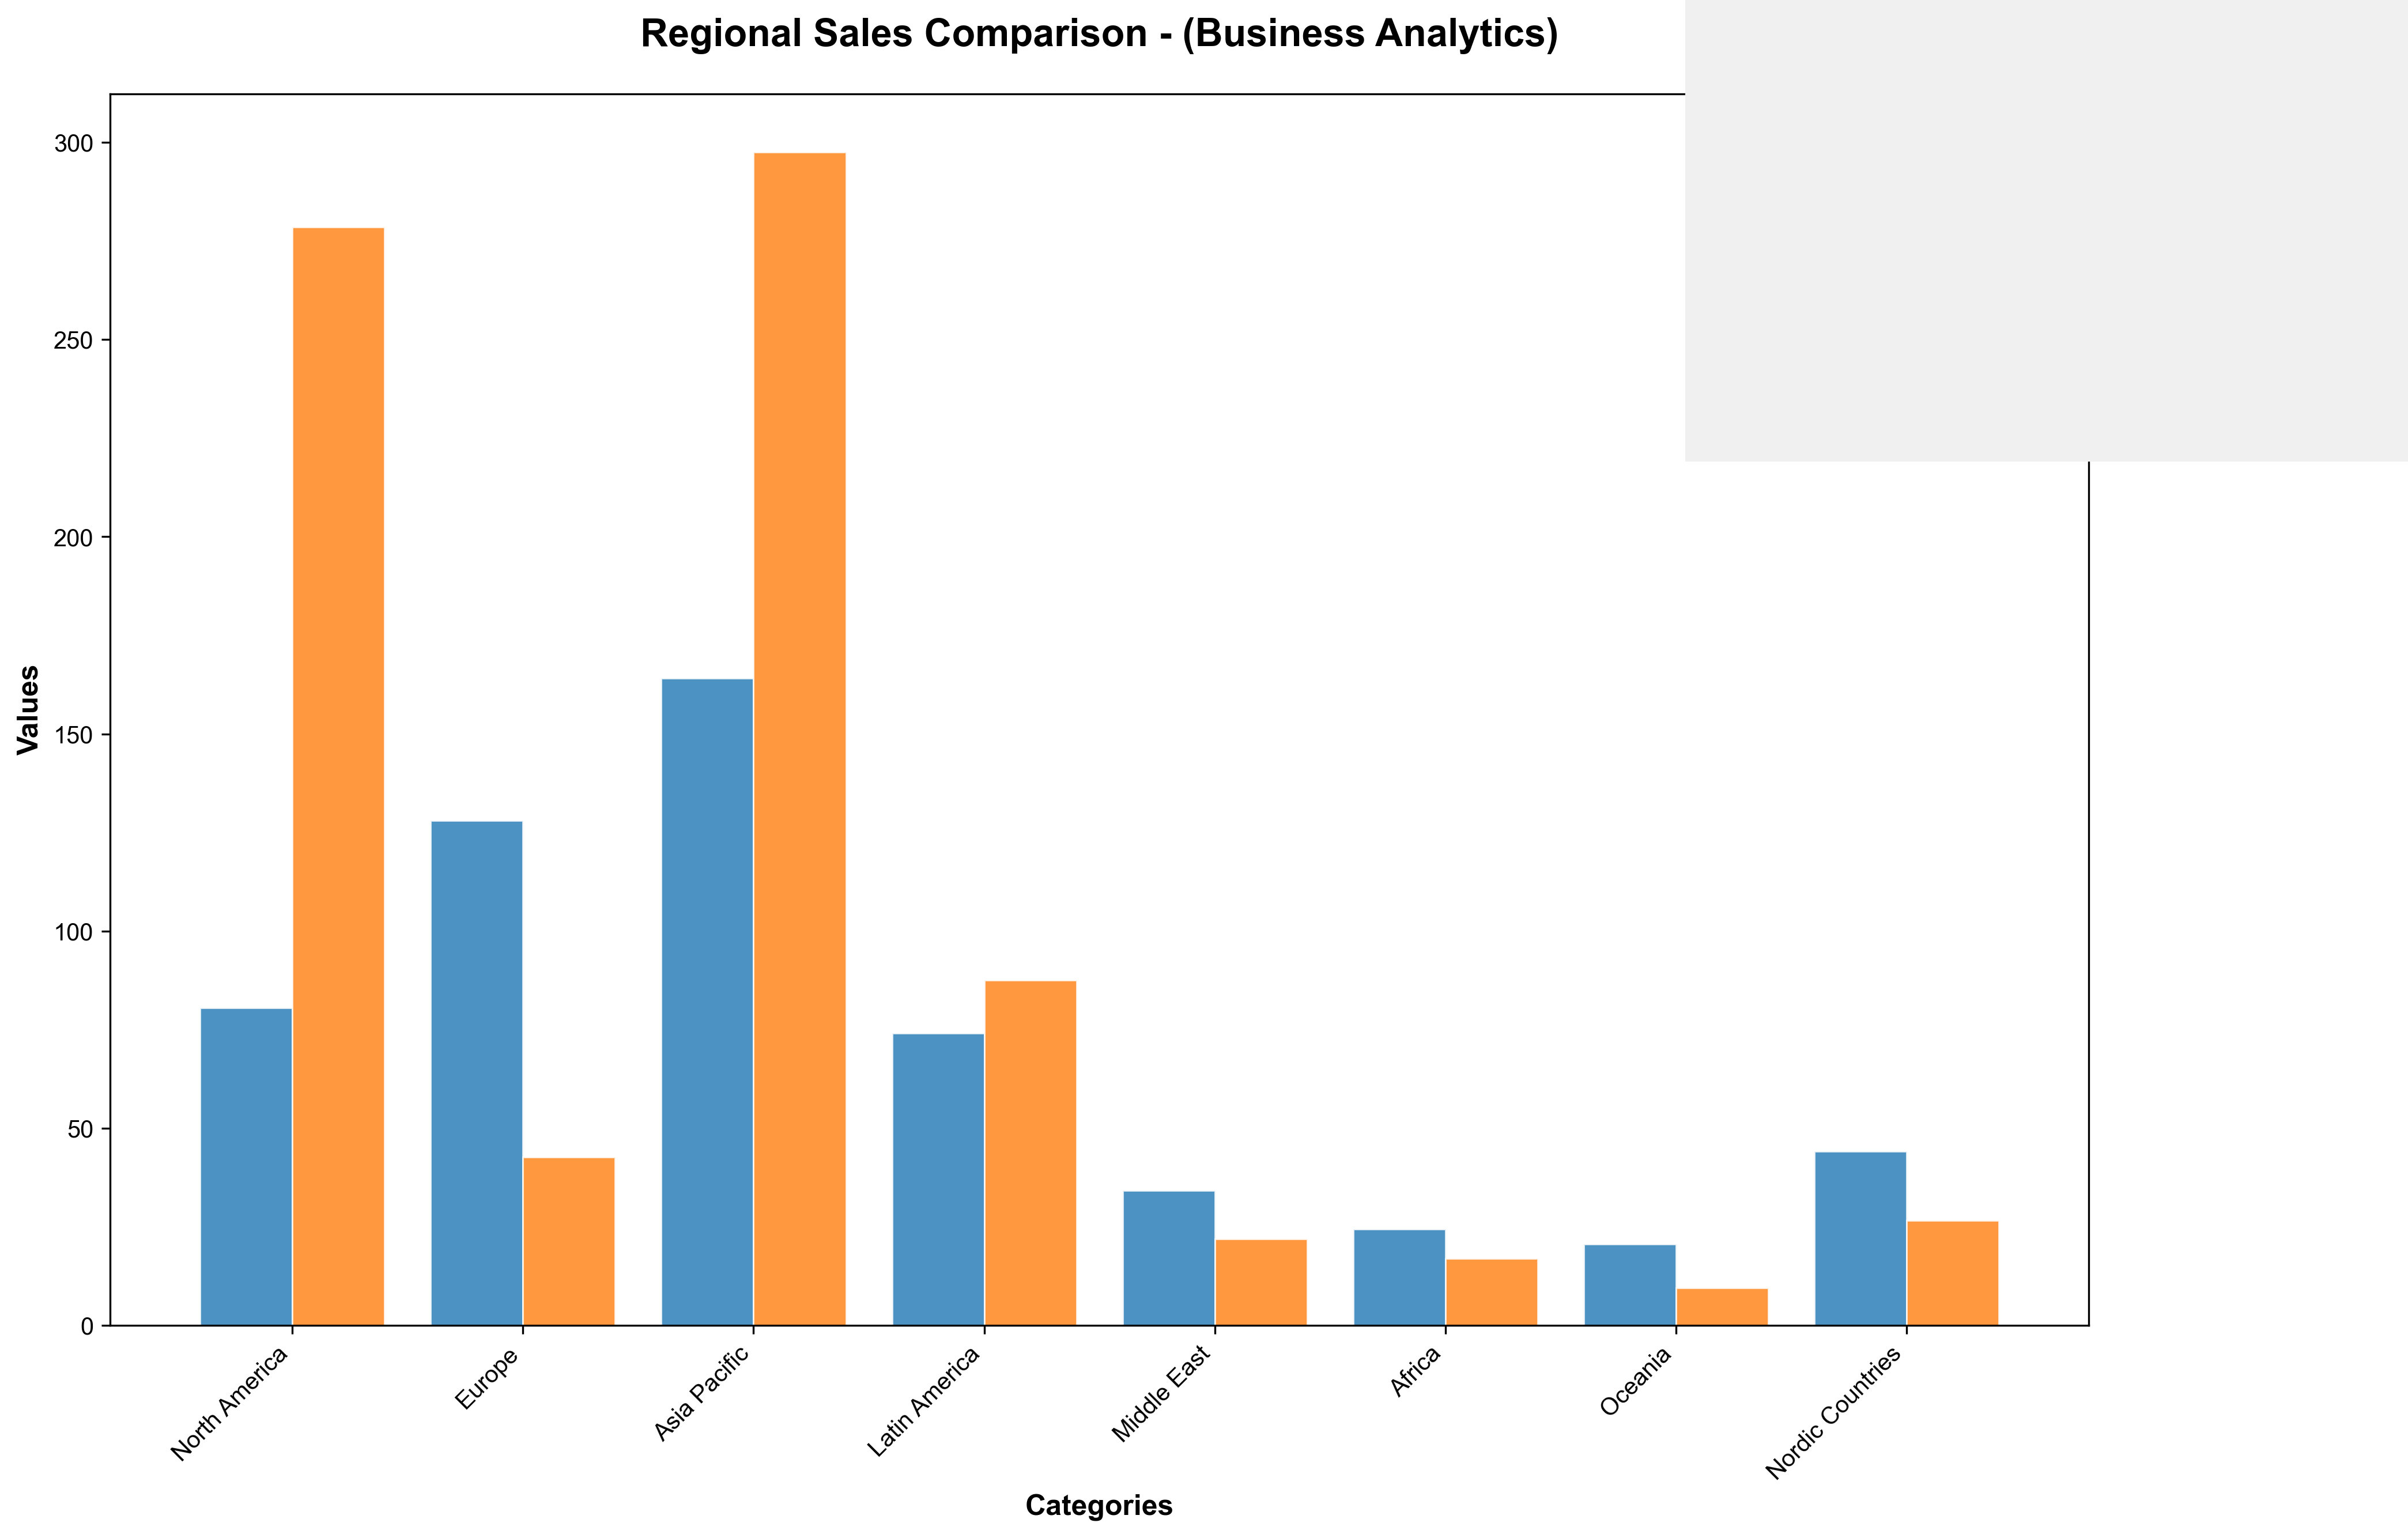 Regional Sales Comparison - (Business Analytics)
Values
300
250
200
150
100
50
0
North America
Europe
Asia Pacific
Latin America
Middle East
Africa
Oceania
Nordic Countries
Categories